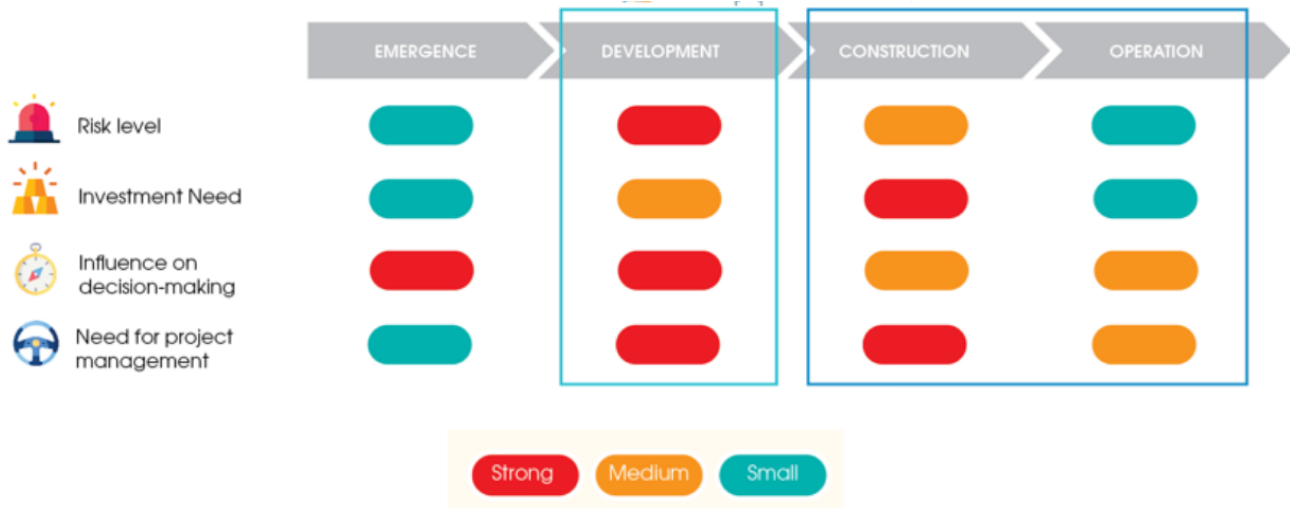 EMERGENCE
DEVELOPMENT
CONSTRUCTION
OPERATION
Risk level
Investment Need
Influence on
decision-making
Need for project
management
Strong
Medium
Small